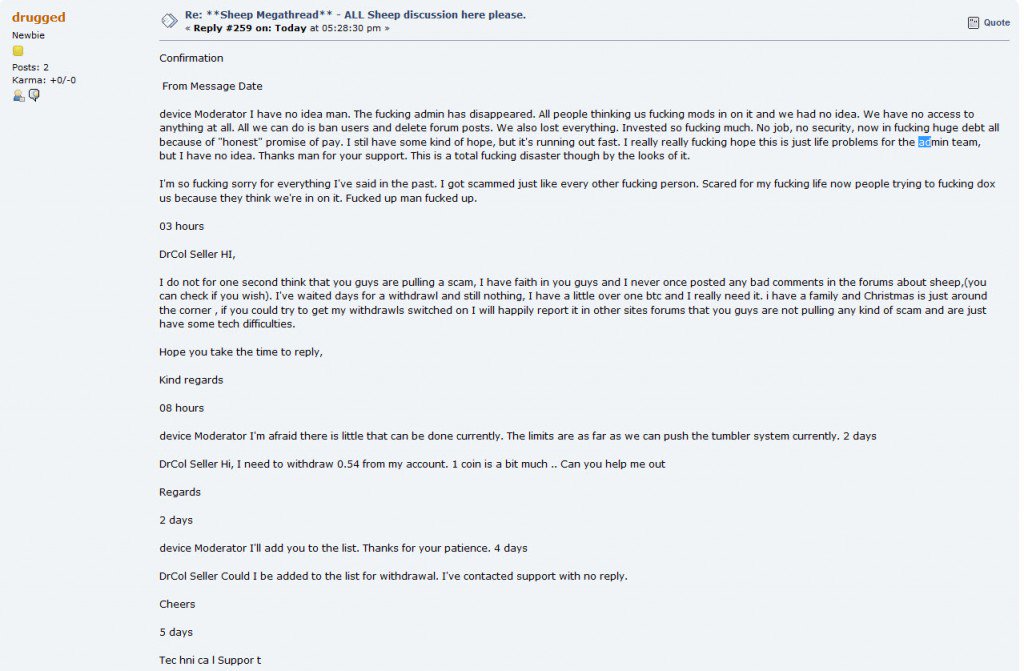 drugged
Newbie
Posts: 2
Karma: +0/-0
Re: **Sheep Megathread** - ALL Sheep discussion here please.
« Reply #259 on: Today at 05:28:30 pm »
Quote
Confirmation
From Message Date
device Moderator I have no idea man. The fucking admin has disappeared. All people thinking us fucking mods in on it and we had no idea. We have no access to
anything at all. All we can do is ban users and delete forum posts. We also lost everything. Invested so fucking much. No job, no security, now in fucking huge debt all
because of "honest" promise of pay. I stil have some kind of hope, but it's running out fast. I really really fucking hope this is just life problems for the admin team,
but I have no idea. Thanks man for your support. This is a total fucking disaster though by the looks of it.
I'm so fucking sorry for everything I've said in the past. I got scammed just like every other fucking person. Scared for my fucking life now people trying to fucking dox
us because they think we're in on it. Fucked up man fucked up.
03 hours
DrCol Seller HI,
I do not for one second think that you guys are pulling a scam, I have faith in you guys and I never once posted any bad comments in the forums about sheep,(you
can check if you wish). I've waited days for a withdrawl and still nothing, I have a little over one btc and I really need it. i have a family and Christmas is just around
the corner , if you could try to get my withdrawls switched on I will happily report it in other sites forums that you guys are not pulling any kind of scam and are just
have some tech difficulties.
Hope you take the time to reply,
Kind regards
08 hours
device Moderator I'm afraid there is little that can be done currently. The limits are as far as we can push the tumbler system currently. 2 days
DrCol Seller Hi, I need to withdraw 0.54 from my account. 1 coin is a bit much .. Can you help me out
Regards
2 days
device Moderator I'll add you to the list. Thanks for your patience. 4 days
DrCol Seller Could I be added to the list for withdrawal. I've contacted support with no reply.
Cheers
5 days
Tec hni ca l Suppor t